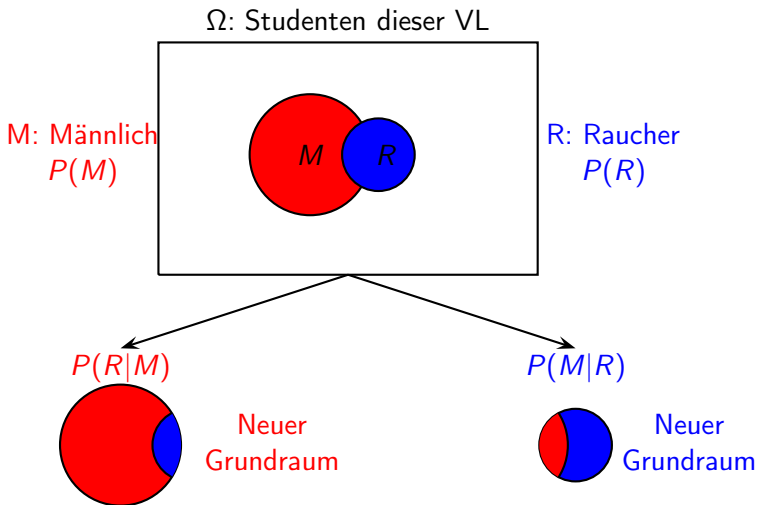 Ω: Studenten dieser VL
M: Männlich
P(M)
M
R
R: Raucher
P(R)
P(R|M)
P(M|R)
Neuer
Grundraum
Neuer
Grundraum